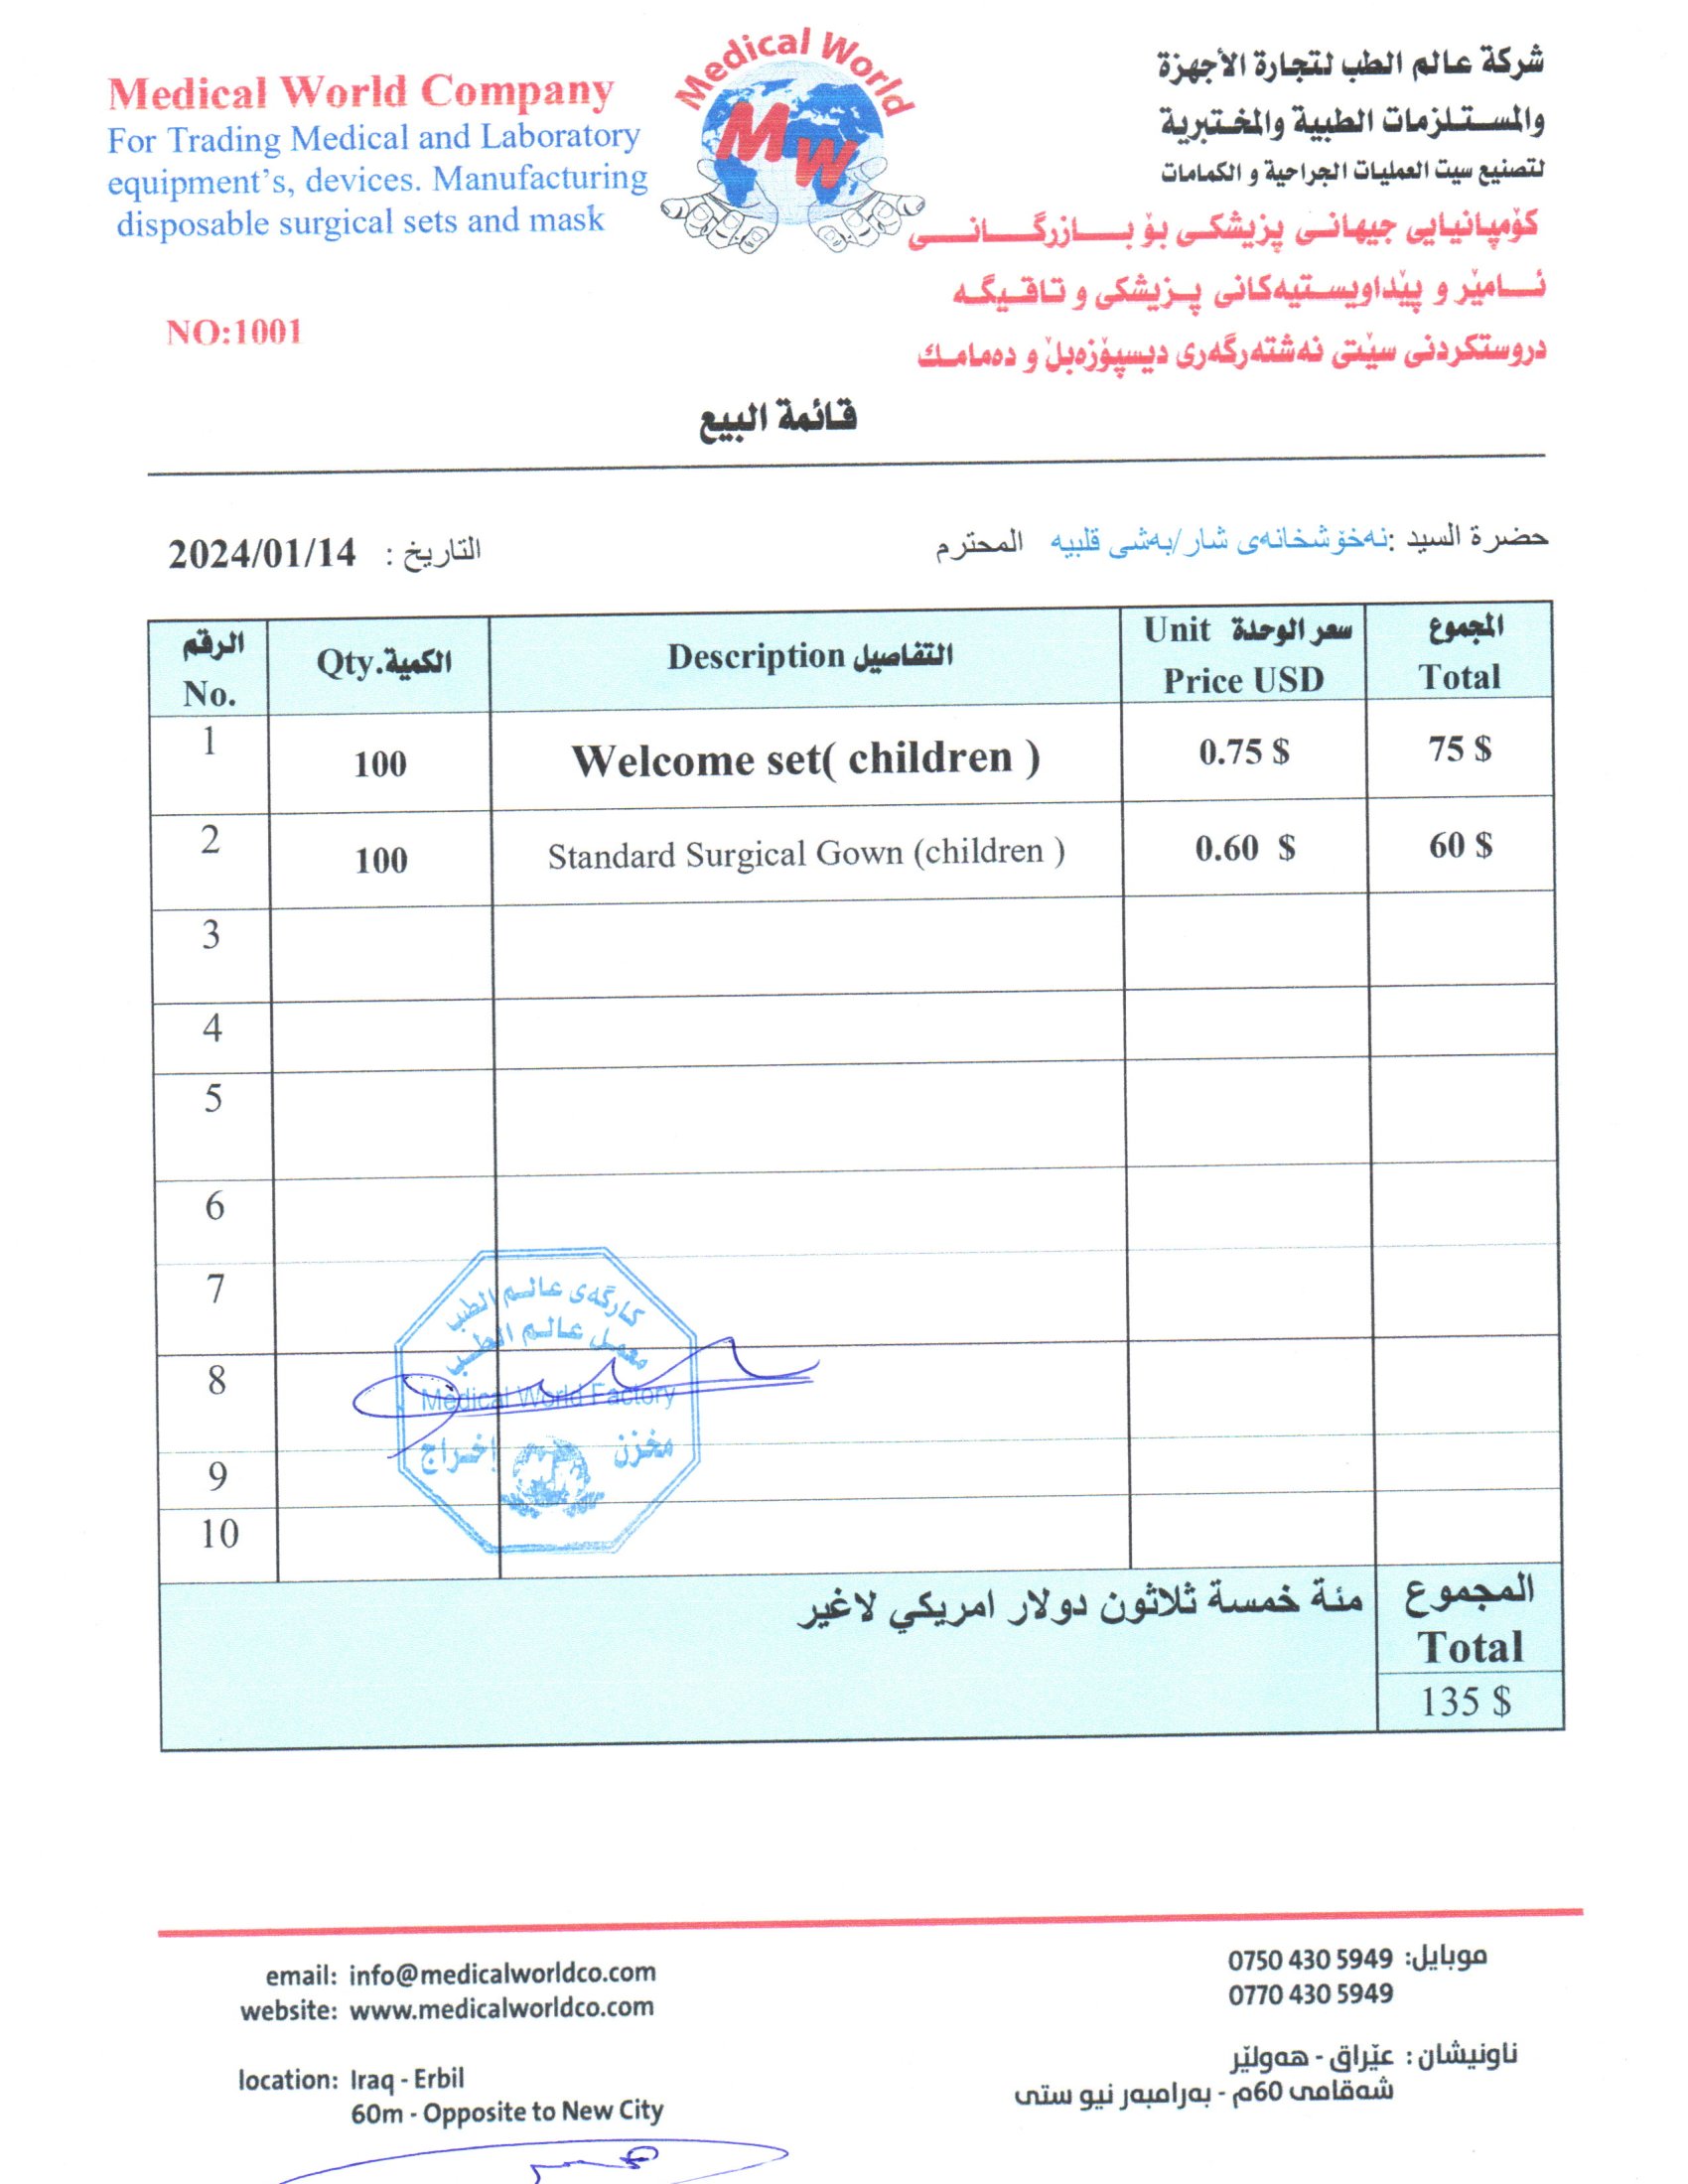 Medical World Company
For Trading Medical and Laboratory
equipment's, devices. Manufacturing
disposable surgical sets and mask
NO:1001
Medical World
MW
شركة عالم الطب لتجارة الأجهزة
والمستلزمات الطبية والمختبرية
لتصنيع سيت العمليات الجراحية و الكمامات
كۆمپانیایی جیهانی پزیشکی بۆ بازرگانی
ئامێر و پێداویستیەکانی پزیشکی و تاقیگە
دروستکردنی سێتی نەشتەرگەری دیسپۆزەبڵ و دەمامك
قائمة البيع
حضرة السيد :نەخۆشخانەی شار/بەشی قلبیە المحترم
التاريخ : 2024/01/14
الرقم No. الكمية.Qty Description التفاصيل Unit سعر الوحدة Price USD المجموع Total
1 100 Welcome set( children ) 0.75 $ 75 $
2 100 Standard Surgical Gown (children ) 0.60 $ 60 $
3
4
5
6
7
8
9
10
كارگەی عالم الطب
معمل عالم الطب
Medical World Factory
مخزن إخراج
مئة خمسة ثلاثون دولار امريكي لاغير
المجموع
Total
135 $
email: info@medicalworldco.com
website: www.medicalworldco.com
location: Iraq - Erbil
60m - Opposite to New City
موبایل: 0750 430 5949
0770 430 5949
ناونیشان : عێراق - هەولێر
شەقامی 60م - بەرامبەر نیو ستی